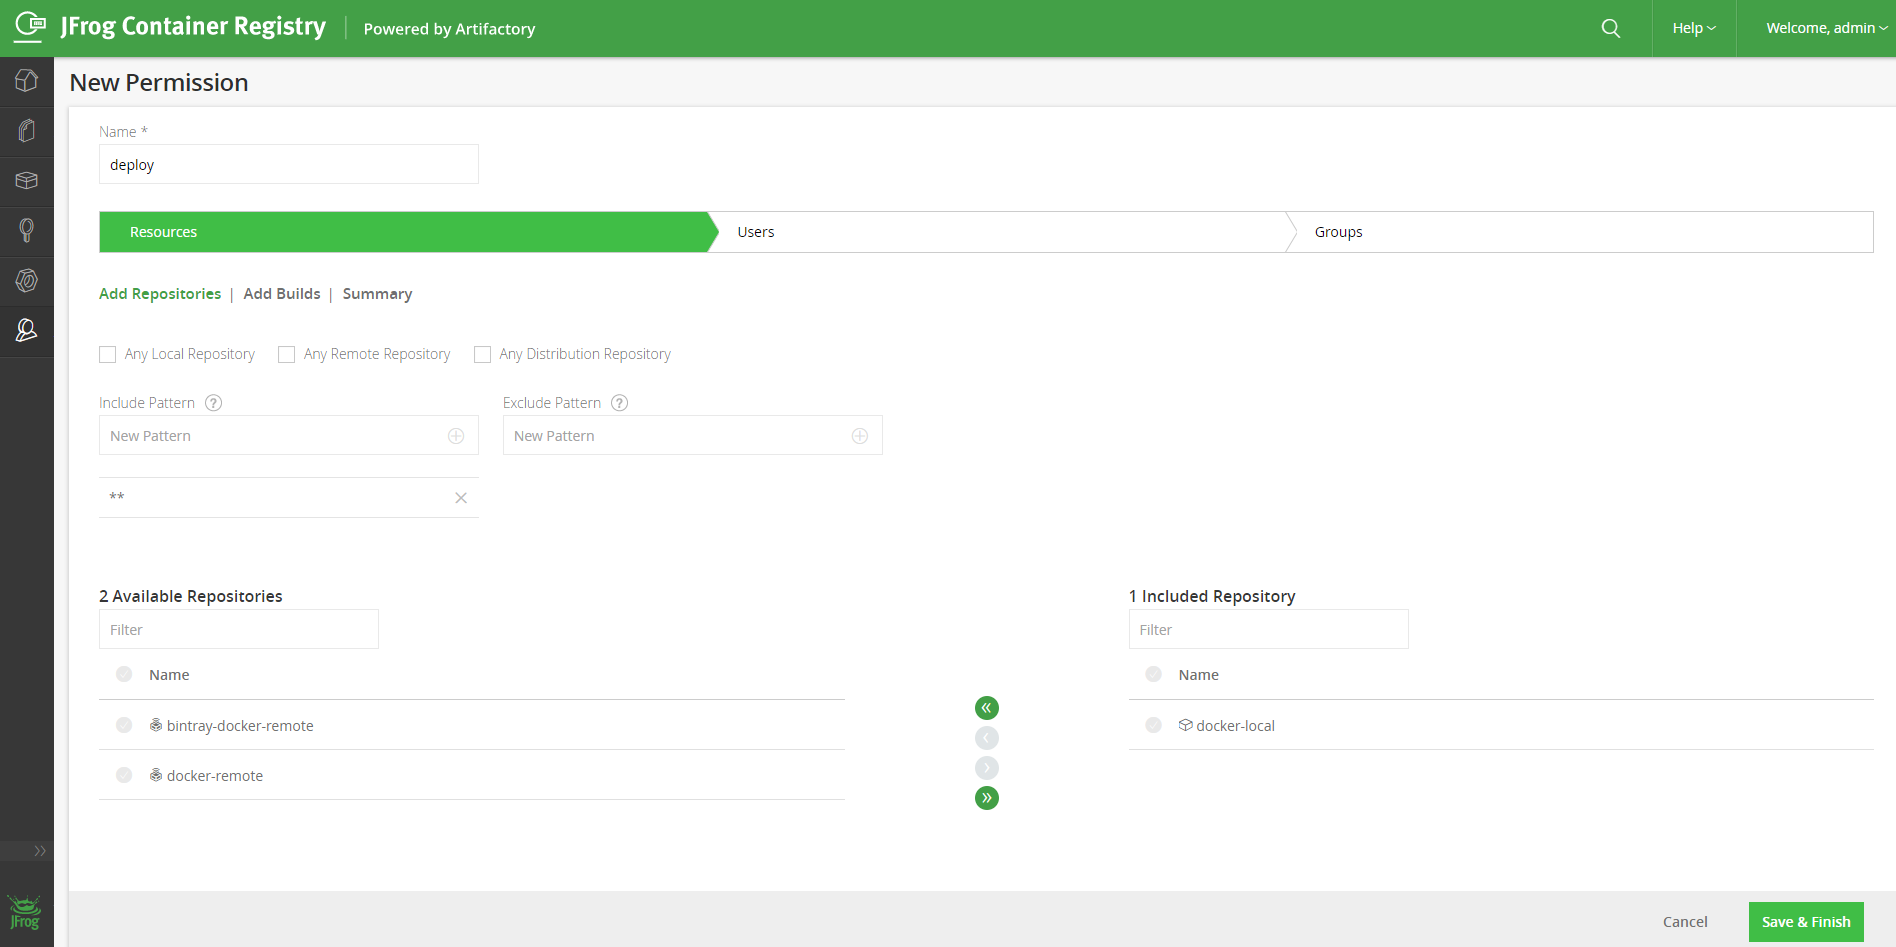 JFrog Container Registry | Powered by Artifactory
Help
Welcome, admin
New Permission
Name *
deploy
Resources
Users
Groups
Add Repositories | Add Builds | Summary
Any Local Repository
Any Remote Repository
Any Distribution Repository
Include Pattern ?
Exclude Pattern ?
New Pattern
New Pattern
**
2 Available Repositories
1 Included Repository
Filter
Filter
Name
Name
bintray-docker-remote
docker-local
docker-remote
JFrog
Cancel
Save & Finish